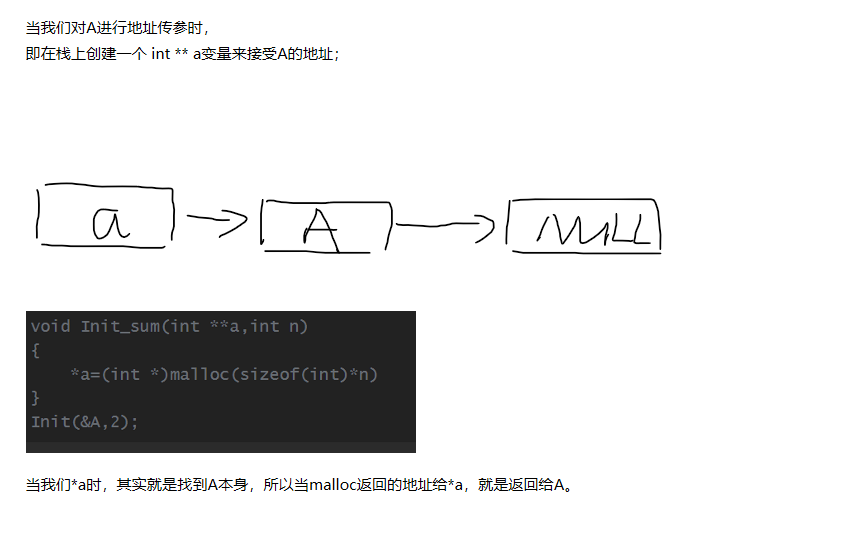 当我们对A进行地址传参时，
即在栈上创建一个 int ** a变量来接受A的地址；
a A NULL
void Init_sum(int **a,int n)
{
    *a=(int *)malloc(sizeof(int)*n)
}
Init(&A,2);
当我们*a时，其实就是找到A本身，所以当malloc返回的地址给*a，就是返回给A。